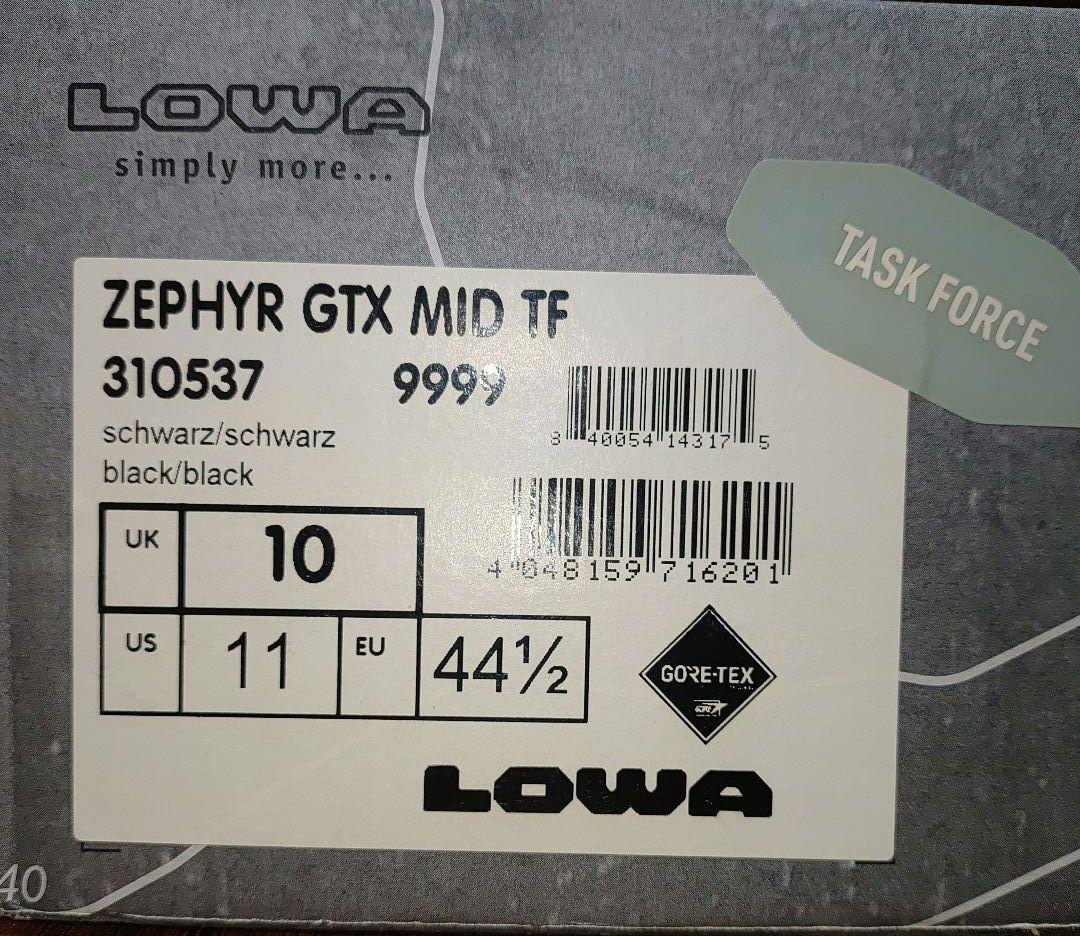 LOWA
simply more...
TASK FORCE
ZEPHYR GTX MID TF
310537 9999
schwarz/schwarz
black/black
8 40054 14317 5
4 048159 716201
UK 10
US 11 EU 44½
GORE-TEX
LOWA
40